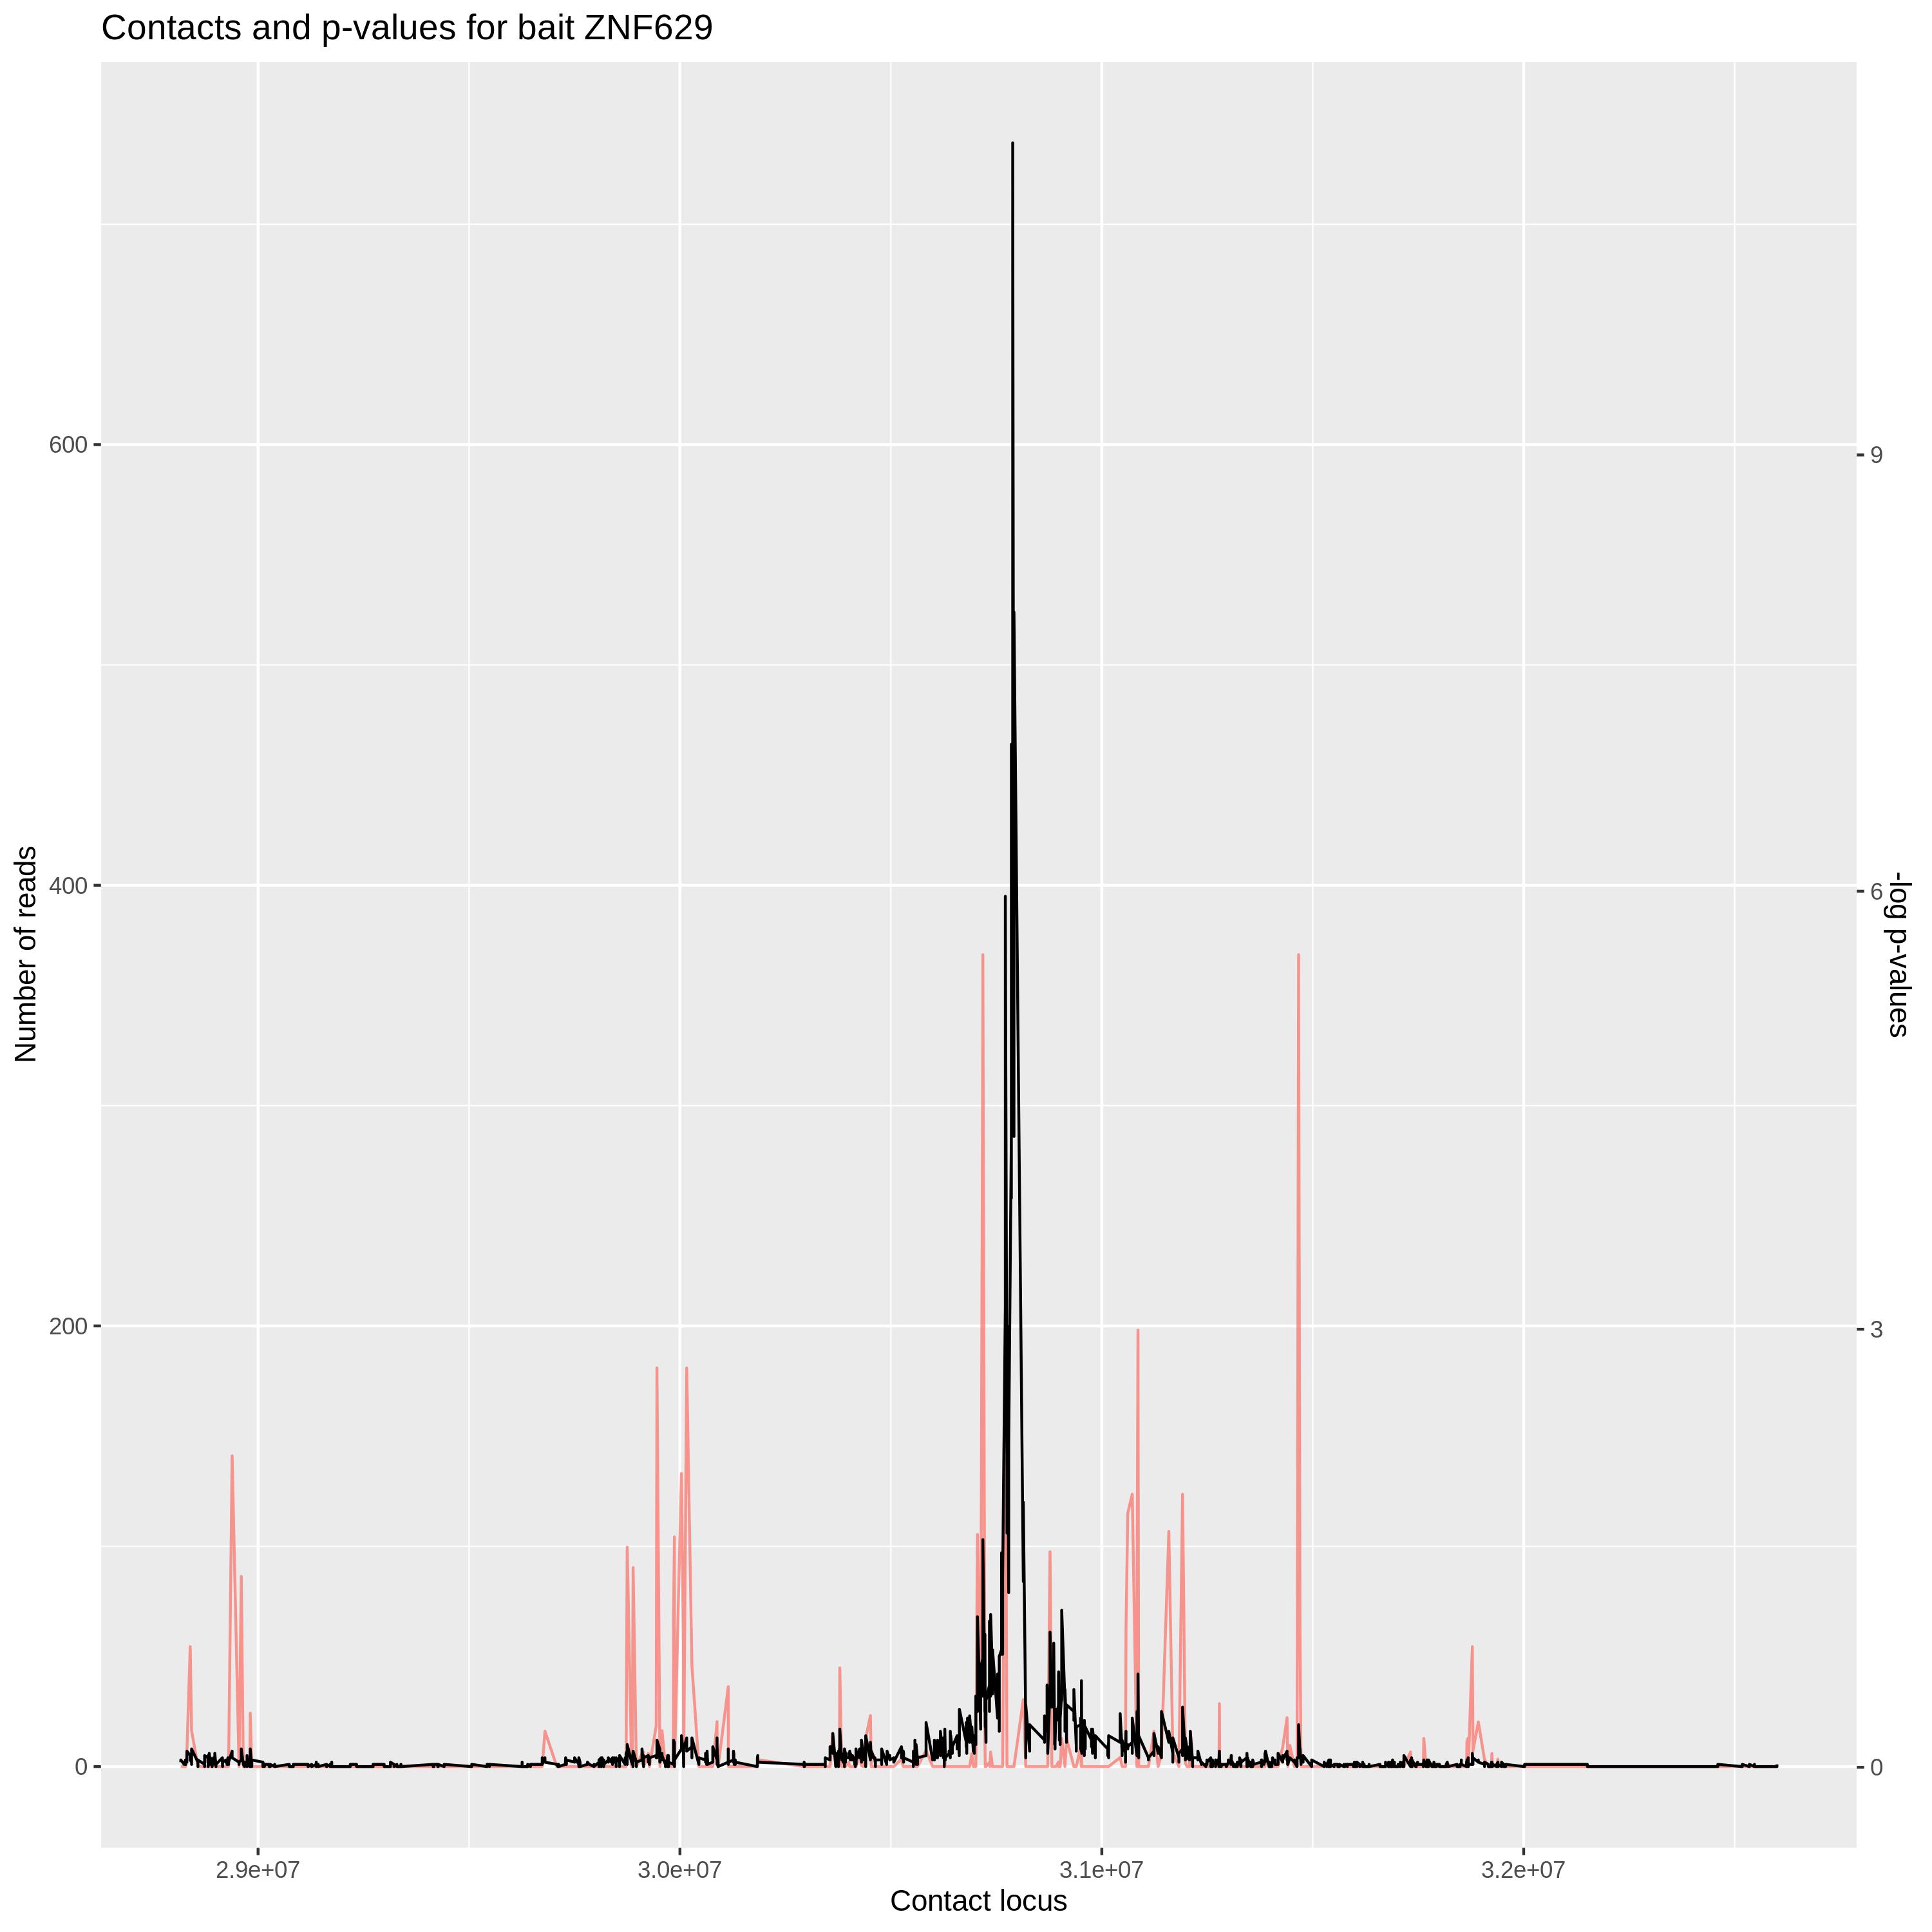 Contacts and p-values for bait ZNF629
Number of reads
600
400
200
0
9
6
3
0
-log p-values
2.9e+07
3.0e+07
3.1e+07
3.2e+07
Contact locus